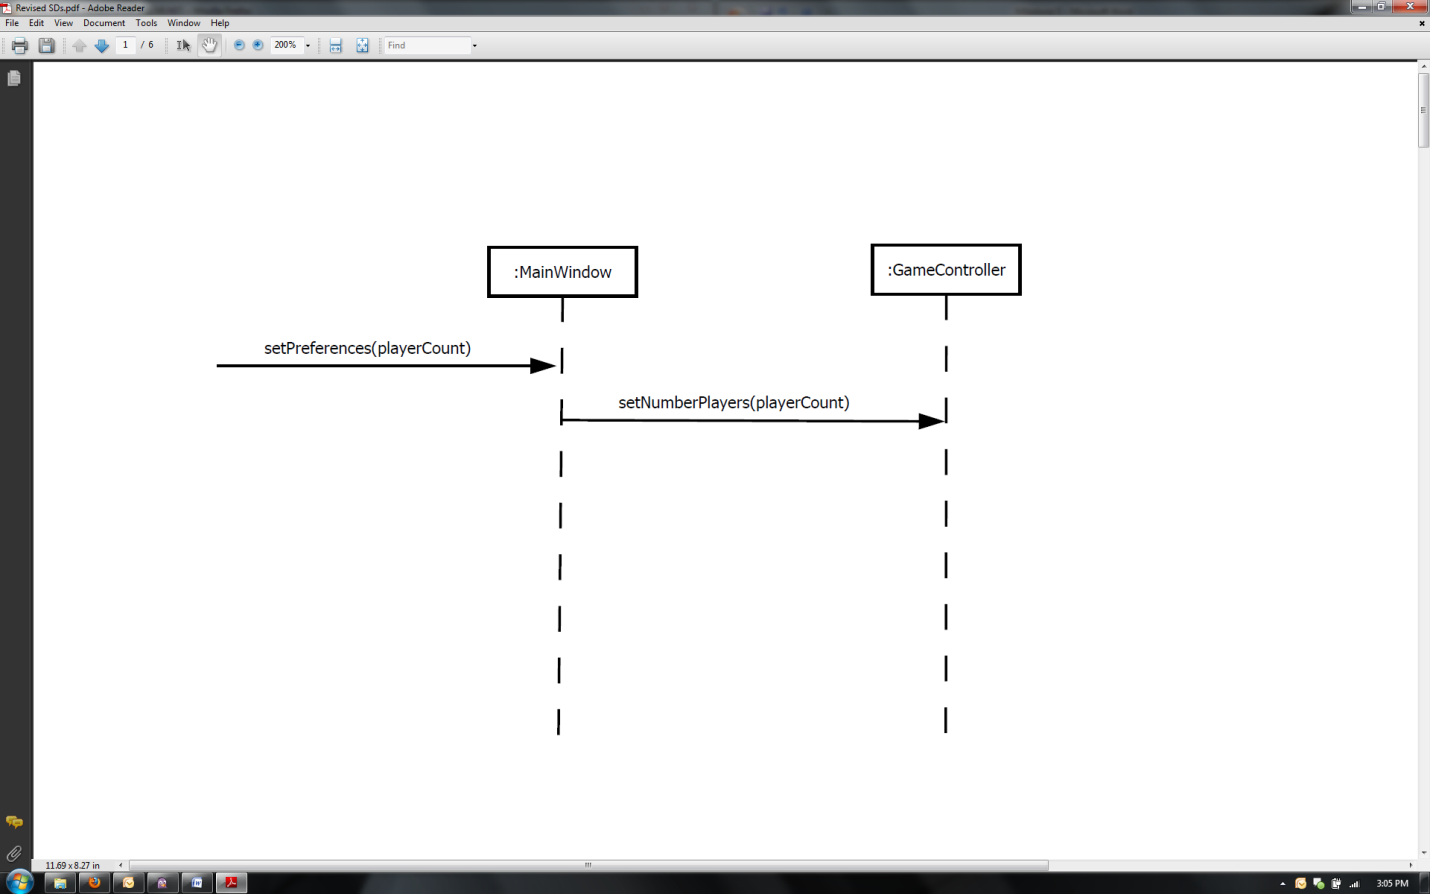 Revised SDs.pdf - Adobe Reader
File Edit View Document Tools Window Help
1 / 6 200% Find
:MainWindow :GameController
setPreferences(playerCount)
setNumberPlayers(playerCount)
11.69 x 8.27 in
3:05 PM